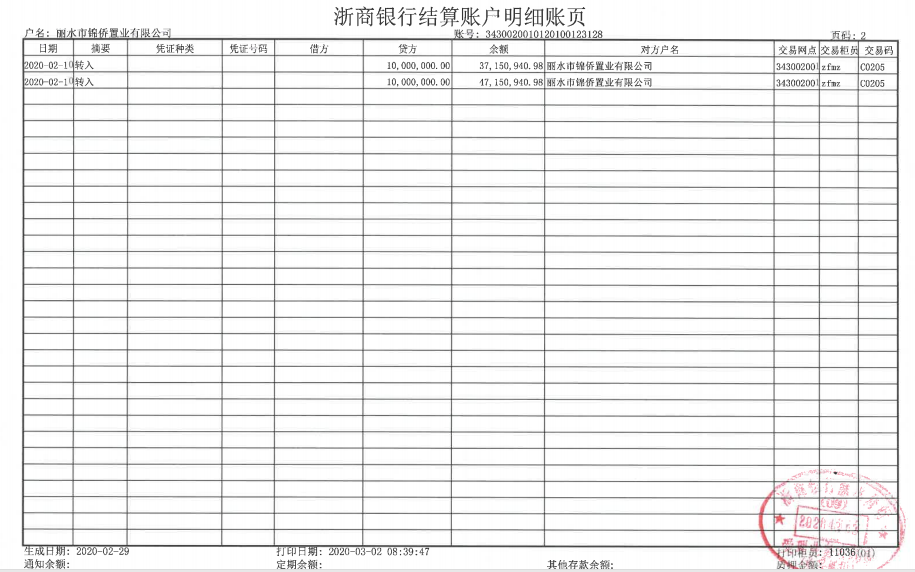 浙商银行结算账户明细账页
户名: 丽水市锦侨置业有限公司 账号: 3430020010120100123128 页码: 2
日期 摘要 凭证种类 凭证号码 借方 贷方 余额 对方户名 交易网点 交易柜员 交易码
2020-02-10 转入 10,000,000.00 37,150,940.98 丽水市锦侨置业有限公司 34300200 zfmz C0205
2020-02-10 转入 10,000,000.00 47,150,940.98 丽水市锦侨置业有限公司 34300200 zfmz C0205
生成日期: 2020-02-29 打印日期: 2020-03-02 08:39:47 打印柜员: 11036(01)
通知余额: 定期余额: 其他存款余额: